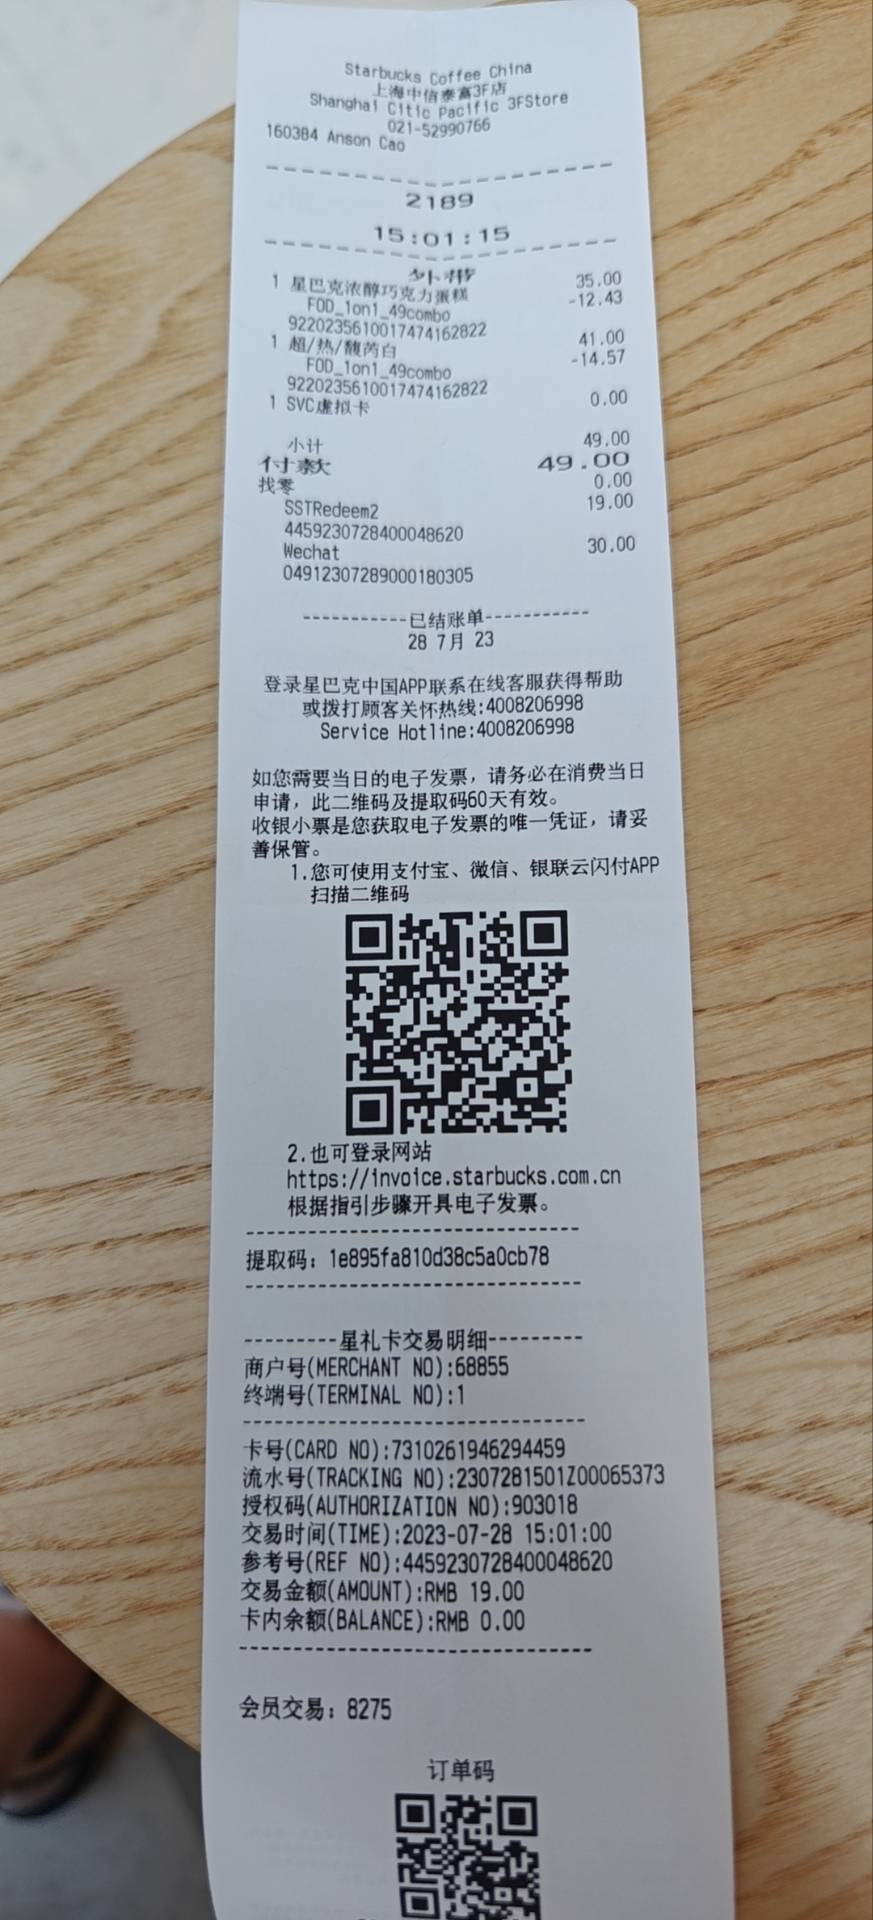 Starbucks Coffee China
上海中信泰富3F店
Shanghai Citic Pacific 3FStore
021-52990766
160384 Anson Cao
2189
15:01:15
外带
1 星巴克浓醇巧克力蛋糕 35.00
FOD_1on1_49combo -12.43
9220235610017474162822
1 超/热/馥芮白 41.00
FOD_1on1_49combo -14.57
9220235610017474162822
1 SVC虚拟卡 0.00
小计 49.00
付款 49.00
找零 0.00
SSTRedeem2 19.00
4459230728400048620
Wechat 30.00
04912307289000180305
-----------已结账单-----------
28 7月 23
登录星巴克中国APP联系在线客服获得帮助
或拨打顾客关怀热线:4008206998
Service Hotline:4008206998
如您需要当日的电子发票，请务必在消费当日
申请，此二维码及提取码60天有效。
收银小票是您获取电子发票的唯一凭证，请妥
善保管。
1.您可使用支付宝、微信、银联云闪付APP
扫描二维码
2.也可登录网站
https://invoice.starbucks.com.cn
根据指引步骤开具电子发票。
提取码：1e895fa810d38c5a0cb78
---------星礼卡交易明细---------
商户号(MERCHANT NO):68855
终端号(TERMINAL NO):1
卡号(CARD NO):7310261946294459
流水号(TRACKING NO):2307281501Z00065373
授权码(AUTHORIZATION NO):903018
交易时间(TIME):2023-07-28 15:01:00
参考号(REF NO):4459230728400048620
交易金额(AMOUNT):RMB 19.00
卡内余额(BALANCE):RMB 0.00
会员交易：8275
订单码